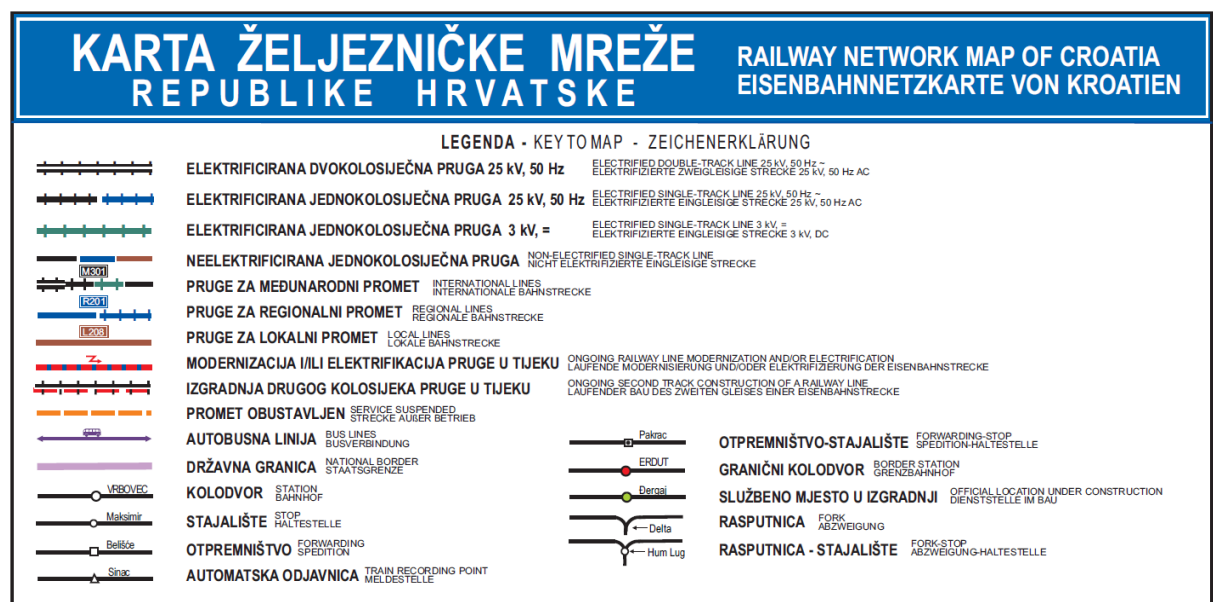 KARTA ŽELJEZNIČKE MREŽE
REPUBLIKE HRVATSKE
RAILWAY NETWORK MAP OF CROATIA
EISENBAHNNETZKARTE VON KROATIEN
LEGENDA - KEY TO MAP - ZEICHENERKLÄRUNG
ELEKTRIFICIRANA DVOKOLOSIJEČNA PRUGA 25 kV, 50 Hz
ELECTRIFIED DOUBLE-TRACK LINE 25 kV, 50 Hz ~
ELEKTRIFIZIERTE ZWEIGLEISIGE STRECKE 25 kV, 50 Hz AC
ELEKTRIFICIRANA JEDNOKOLOSIJEČNA PRUGA 25 kV, 50 Hz
ELECTRIFIED SINGLE-TRACK LINE 25 kV, 50 Hz ~
ELEKTRIFIZIERTE EINGLEISIGE STRECKE 25 kV, 50 Hz AC
ELEKTRIFICIRANA JEDNOKOLOSIJEČNA PRUGA 3 kV, =
ELECTRIFIED SINGLE-TRACK LINE 3 kV, =
ELEKTRIFIZIERTE EINGLEISIGE STRECKE 3 kV, DC
NEELEKTRIFICIRANA JEDNOKOLOSIJEČNA PRUGA
NON-ELECTRIFIED SINGLE-TRACK LINE
NICHT ELEKTRIFIZIERTE EINGLEISIGE STRECKE
M301
PRUGE ZA MEĐUNARODNI PROMET
INTERNATIONAL LINES
INTERNATIONALE BAHNSTRECKE
R201
PRUGE ZA REGIONALNI PROMET
REGIONAL LINES
REGIONALE BAHNSTRECKE
L208
PRUGE ZA LOKALNI PROMET
LOCAL LINES
LOKALE BAHNSTRECKE
MODERNIZACIJA I/ILI ELEKTRIFIKACIJA PRUGE U TIJEKU
ONGOING RAILWAY LINE MODERNIZATION AND/OR ELECTRIFICATION
LAUFENDE MODERNISIERUNG UND/ODER ELEKTRIFIZIERUNG DER EISENBAHNSTRECKE
IZGRADNJA DRUGOG KOLOSIJEKA PRUGE U TIJEKU
ONGOING SECOND TRACK CONSTRUCTION OF A RAILWAY LINE
LAUFENDER BAU DES ZWEITEN GLEISES EINER EISENBAHNSTRECKE
PROMET OBUSTAVLJEN
SERVICE SUSPENDED
STRECKE AUßER BETRIEB
AUTOBUSNA LINIJA
BUS LINES
BUSVERBINDUNG
DRŽAVNA GRANICA
NATIONAL BORDER
STAATSGRENZE
VRBOVEC
KOLODVOR
STATION
BAHNHOF
Maksimir
STAJALIŠTE
STOP
HALTESTELLE
Belišće
OTPREMNIŠTVO
FORWARDING
SPEDITION
Sinac
AUTOMATSKA ODJAVNICA
TRAIN RECORDING POINT
MELDESTELLE
Pakrac
OTPREMNIŠTVO-STAJALIŠTE
FORWARDING-STOP
SPEDITION-HALTESTELLE
ERDUT
GRANIČNI KOLODVOR
BORDER STATION
GRENZBAHNHOF
Đergaj
SLUŽBENO MJESTO U IZGRADNJI
OFFICIAL LOCATION UNDER CONSTRUCTION
DIENSTSTELLE IM BAU
Delta
RASPUTNICA
FORK
ABZWEIGUNG
Hum Lug
RASPUTNICA - STAJALIŠTE
FORK-STOP
ABZWEIGUNG-HALTESTELLE